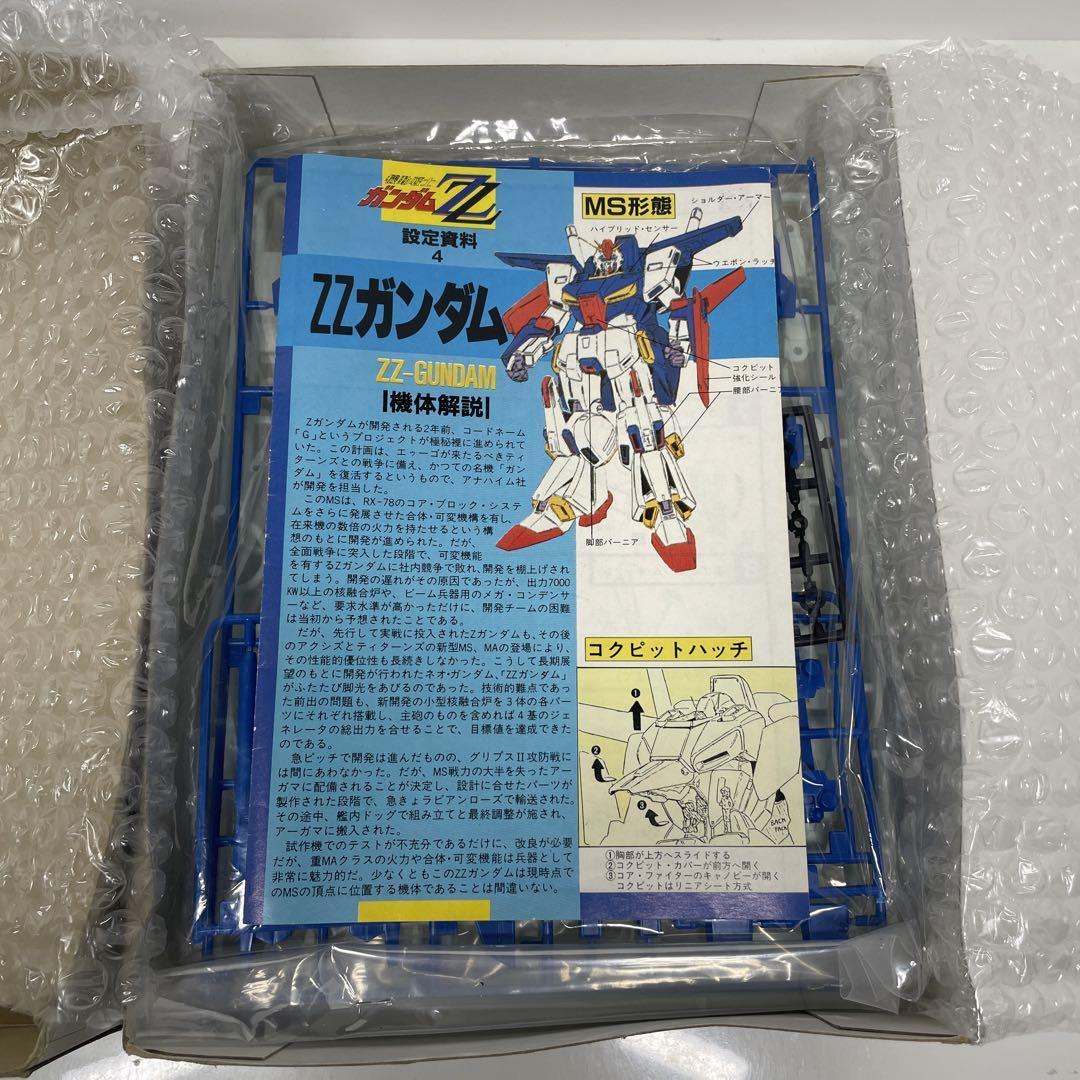 機動戦士
ガンダムZZ
設定資料
4
ZZガンダム
ZZ-GUNDAM
機体解説
Zガンダムが開発される2年前、コードネーム
「G」というプロジェクトが極秘裡に進められて
いた。この計画は、エゥーゴが来たるべきティ
ターンズとの戦争に備え、かつての名機「ガン
ダム」を復活するというもので、アナハイム社
が開発を担当した。
このMSは、RX-78のコア・ブロック・システ
ムをさらに発展させた合体・可変機構を有し、
在来機の数倍の火力を持たせるという構
想のもとに開発が進められた。だが、
全面戦争に突入した段階で、可変機能
を有するZガンダムに社内競争で敗れ、開発を棚上げされ
てしまう。開発の遅れがその原因であったが、出力7000
KW以上の核融合炉や、ビーム兵器用のメガ・コンデンサ
ーなど、要求水準が高かっただけに、開発チームの困難
は当初から予想されたことである。
だが、先行して実戦に投入されたZガンダムも、その後
のアクシズとティターンズの新型MS、MAの登場により、
その性能的優位性も長続きしなかった。こうして長期展
望のもとに開発が行われたネオ・ガンダム、「ZZガンダム」
がふたたび脚光をあびるのであった。技術的難点であっ
た前出の問題も、新開発の小型核融合炉を3体の各パー
ツにそれぞれ搭載し、主砲のものを含めれば4基のジェ
ネレータの総出力を合せることで、目標値を達成できた
のである。
急ピッチで開発は進んだものの、グリプスII攻防戦に
は間にあわなかった。だが、MS戦力の大半を失ったアー
ガマに配備されることが決定し、設計に合せたパーツが
製作された段階で、急きょラビアンローズで輸送された。
その途中、艦内ドッグで組み立てと最終調整が施され、
アーガマに搬入された。
試作機でのテストが不充分であるだけに、改良が必要
だが、重MAクラスの火力や合体・可変機能は兵器として
非常に魅力的だ。少なくともこのZZガンダムは現時点で
のMSの頂点に位置する機体であることは間違いない。
MS形態
ショルダー・アーマー
ハイブリッド・センサー
ウエポン・ラッチ
コクピット
強化シール
腰部バーニア
脚部バーニア
コクピットハッチ
1
2
3
BACK
PACK
①胸部が上方へスライドする
②コクピット・カバーが前方へ開く
③コア・ファイターのキャノピーが開く
コクピットはリニアシート方式